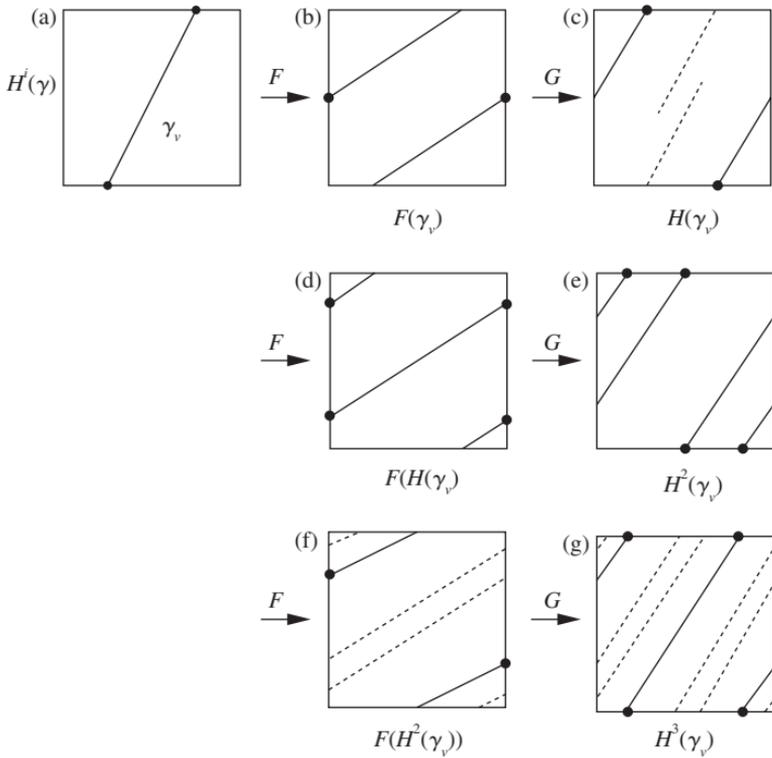 (a) (b) (c)
H^i(γ) F G
γ_v
F(γ_v) H(γ_v)
(d) (e)
F G
F(H(γ_v) H^2(γ_v)
(f) (g)
F G
F(H^2(γ_v)) H^3(γ_v)